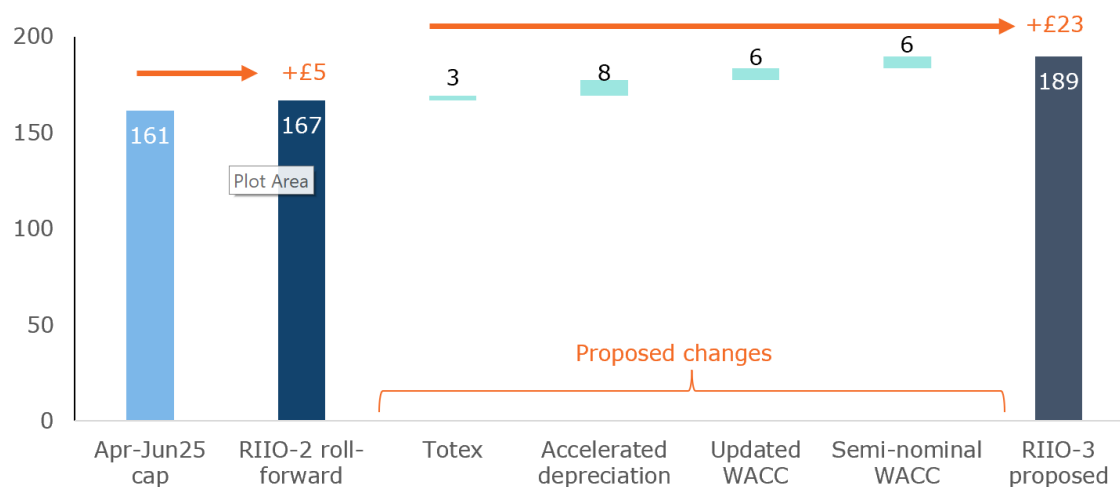 +£23
200
+£5
3
8
6
6
161
167
189
150
Plot Area
100
50
Proposed changes
0
Apr-Jun25
cap
RIIO-2 roll-
forward
Totex
Accelerated
depreciation
Updated
WACC
Semi-nominal
WACC
RIIO-3
proposed